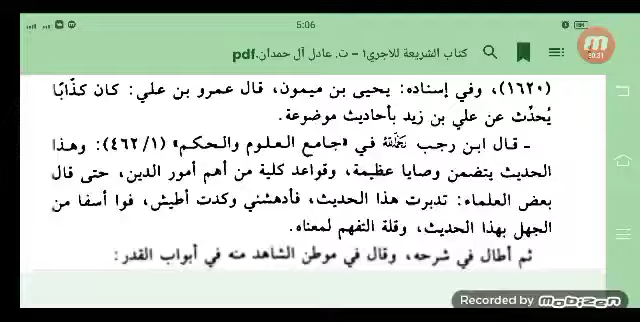 5:06
كتاب الشريعة للاجري١ – ت. عادل آل حمدان.pdf
00:31
(١٦٢٠)، وفي إسناده: يحيى بن ميمون، قال عمرو بن علي: كان كذّابًا
يُحدّث عن علي بن زيد بأحاديث موضوعة.
- قال ابن رجب رَحِمَهُ اللهُ في «جامع العلوم والحكم» (٤٦٢/١): وهذا
الحديث يتضمن وصايا عظيمة، وقواعد كلية من أهم أمور الدين، حتى قال
بعض العلماء: تدبرت هذا الحديث، فأدهشني وكدت أطيش، فوا أسفا من
الجهل بهذا الحديث، وقلة التفهم لمعناه.
ثم أطال في شرحه، وقال في موطن الشاهد منه في أبواب القدر:
Recorded by mobizen